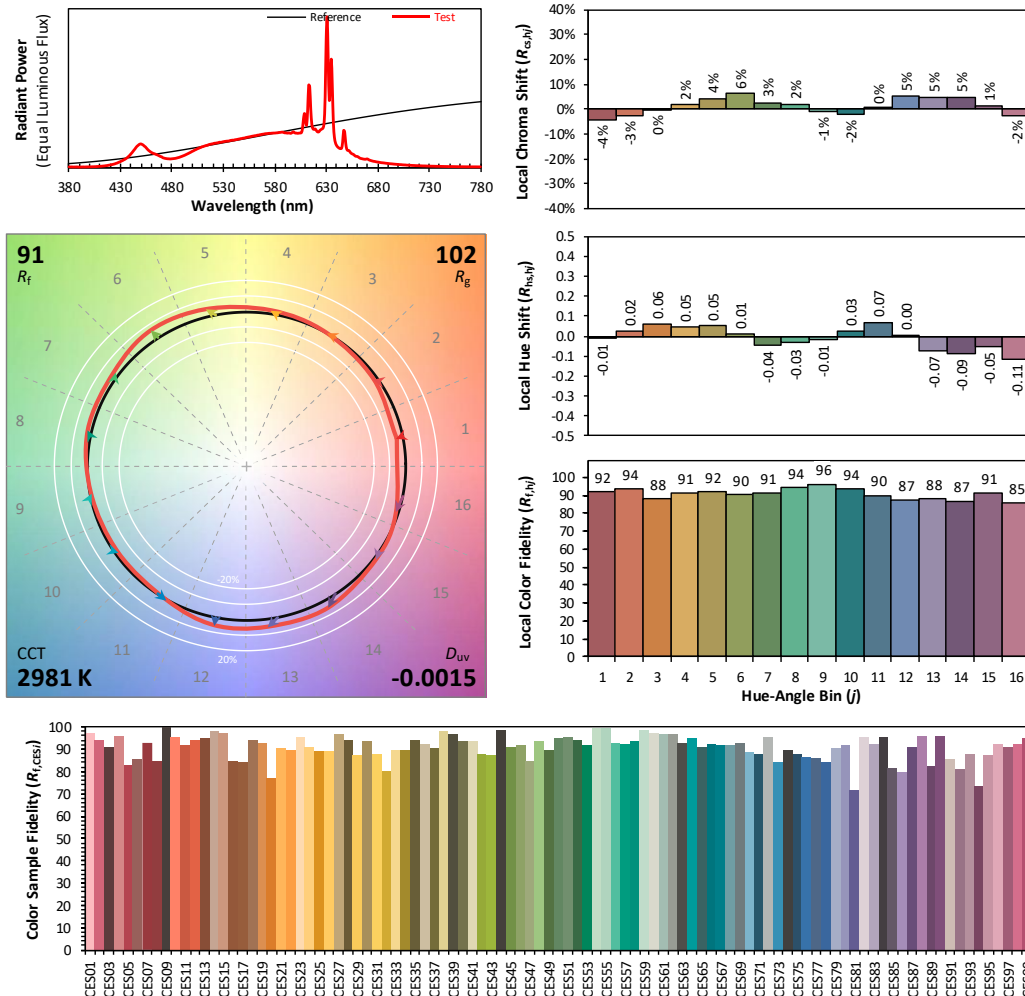 Radiant Power
(Equal Luminous Flux)
Reference
Test
380 430 480 530 580 630 680 730 780
Wavelength (nm)
Local Chroma Shift (Rcs,hj)
40%
30%
20%
10%
0%
-10%
-20%
-30%
-40%
-4% -3% 0% 2% 4% 6% 3% 2% -1% -2% 0% 5% 5% 5% 1% -2%
91
Rf
102
Rg
5 4
6 3
7 2
8 1
9 16
10 15
11 14
12 13
-20%
20%
CCT
2981 K
Duv
-0.0015
Local Hue Shift (Rhs,hj)
0.5
0.4
0.3
0.2
0.1
0.0
-0.1
-0.2
-0.3
-0.4
-0.5
-0.01 0.02 0.06 0.05 0.05 0.01 -0.04 -0.03 -0.01 0.03 0.07 0.00 -0.07 -0.09 -0.05 -0.11
Local Color Fidelity (Rf,hj)
100
90
80
70
60
50
40
30
20
10
0
92 94 88 91 92 90 91 94 96 94 90 87 88 87 91 85
1 2 3 4 5 6 7 8 9 10 11 12 13 14 15 16
Hue-Angle Bin (j)
Color Sample Fidelity (Rf,CESi)
100
90
80
70
60
50
40
30
20
10
0
CES01 CES03 CES05 CES07 CES09 CES11 CES13 CES15 CES17 CES19 CES21 CES23 CES25 CES27 CES29 CES31 CES33 CES35 CES37 CES39 CES41 CES43 CES45 CES47 CES49 CES51 CES53 CES55 CES57 CES59 CES61 CES63 CES65 CES67 CES69 CES71 CES73 CES75 CES77 CES79 CES81 CES83 CES85 CES87 CES89 CES91 CES93 CES95 CES97